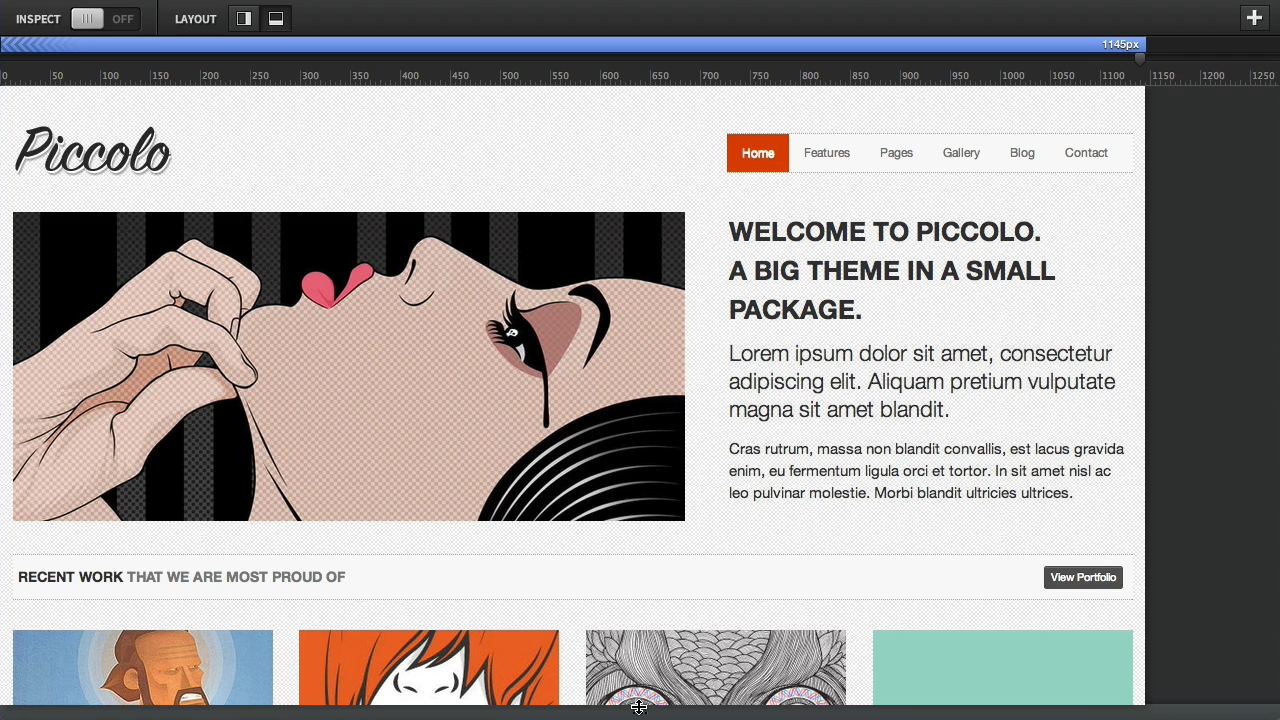 INSPECT OFF LAYOUT
1145px
0 50 100 150 200 250 300 350 400 450 500 550 600 650 700 750 800 850 900 950 1000 1050 1100 1150 1200 1250
Piccolo
Home Features Pages Gallery Blog Contact
WELCOME TO PICCOLO.
A BIG THEME IN A SMALL
PACKAGE.
Lorem ipsum dolor sit amet, consectetur
adipiscing elit. Aliquam pretium vulputate
magna sit amet blandit.
Cras rutrum, massa non blandit convallis, est lacus gravida
enim, eu fermentum ligula orci et tortor. In sit amet nisl ac
leo pulvinar molestie. Morbi blandit ultricies ultrices.
RECENT WORK THAT WE ARE MOST PROUD OF
View Portfolio